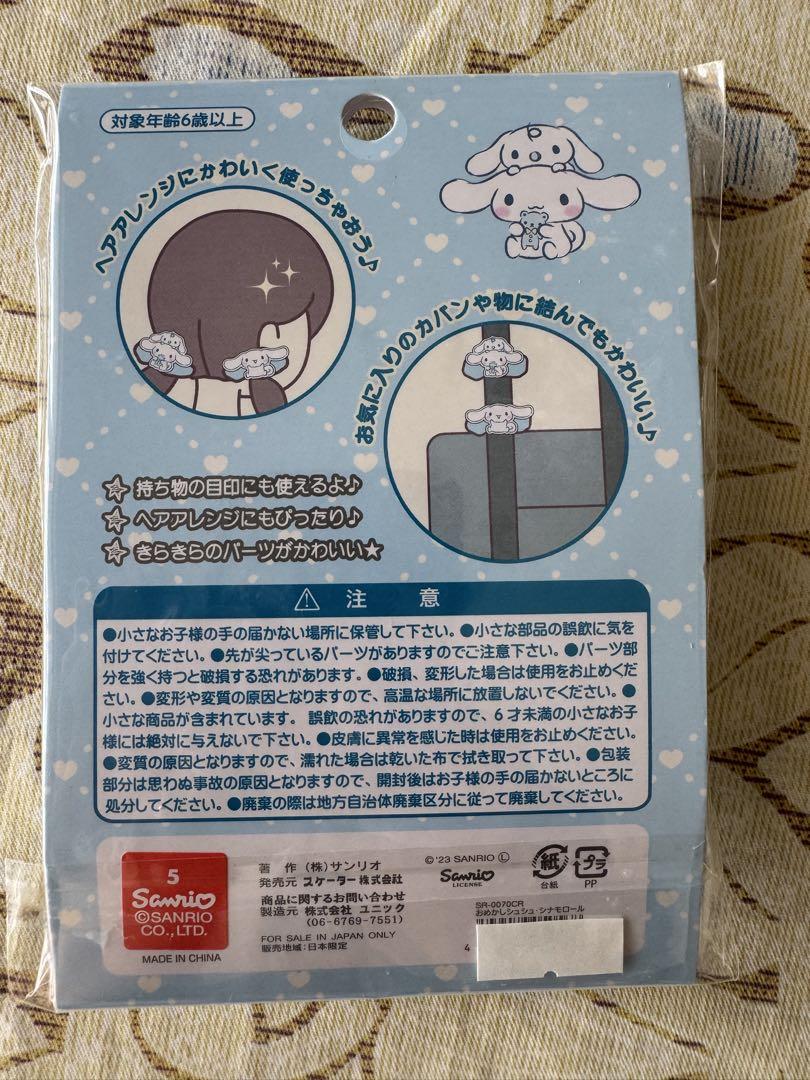 対象年齢6歳以上
ヘアアレンジにかわいく使っちゃおう♪
お気に入りのカバンや物に結んでもかわいい♪
持ち物の目印にも使えるよ♪
ヘアアレンジにもぴったり♪
きらきらのパーツがかわいい★
⚠ 注 意
●小さなお子様の手の届かない場所に保管して下さい。●小さな部品の誤飲に気を
付けてください。●先が尖っているパーツがありますのでご注意下さい。●パーツ部
分を強く持つと破損する恐れがあります。●破損、変形した場合は使用をお止めくだ
さい。●変形や変質の原因となりますので、高温な場所に放置しないでください。●
小さな商品が含まれています。誤飲の恐れがありますので、6才未満の小さなお子
様には絶対に与えないで下さい。●皮膚に異常を感じた時は使用をお止めください。
●変質の原因となりますので、濡れた場合は乾いた布で拭き取って下さい。●包装
部分は思わぬ事故の原因となりますので、開封後はお子様の手の届かないところに
処分してください。●廃棄の際は地方自治体廃棄区分に従って廃棄してください。
5
Sanrio
©SANRIO
CO.,LTD.
MADE IN CHINA
著 作 (株)サンリオ
発売元 スケーター株式会社
商品に関するお問い合わせ
製造元 株式会社 ユニック
(06-6769-7551)
FOR SALE IN JAPAN ONLY
販売地域:日本限定
©'23 SANRIO Ⓛ
Sanrio
LICENSE
紙
台紙
プラ
PP
SR-0070CR
おめかしシュシュ・シナモロール
4